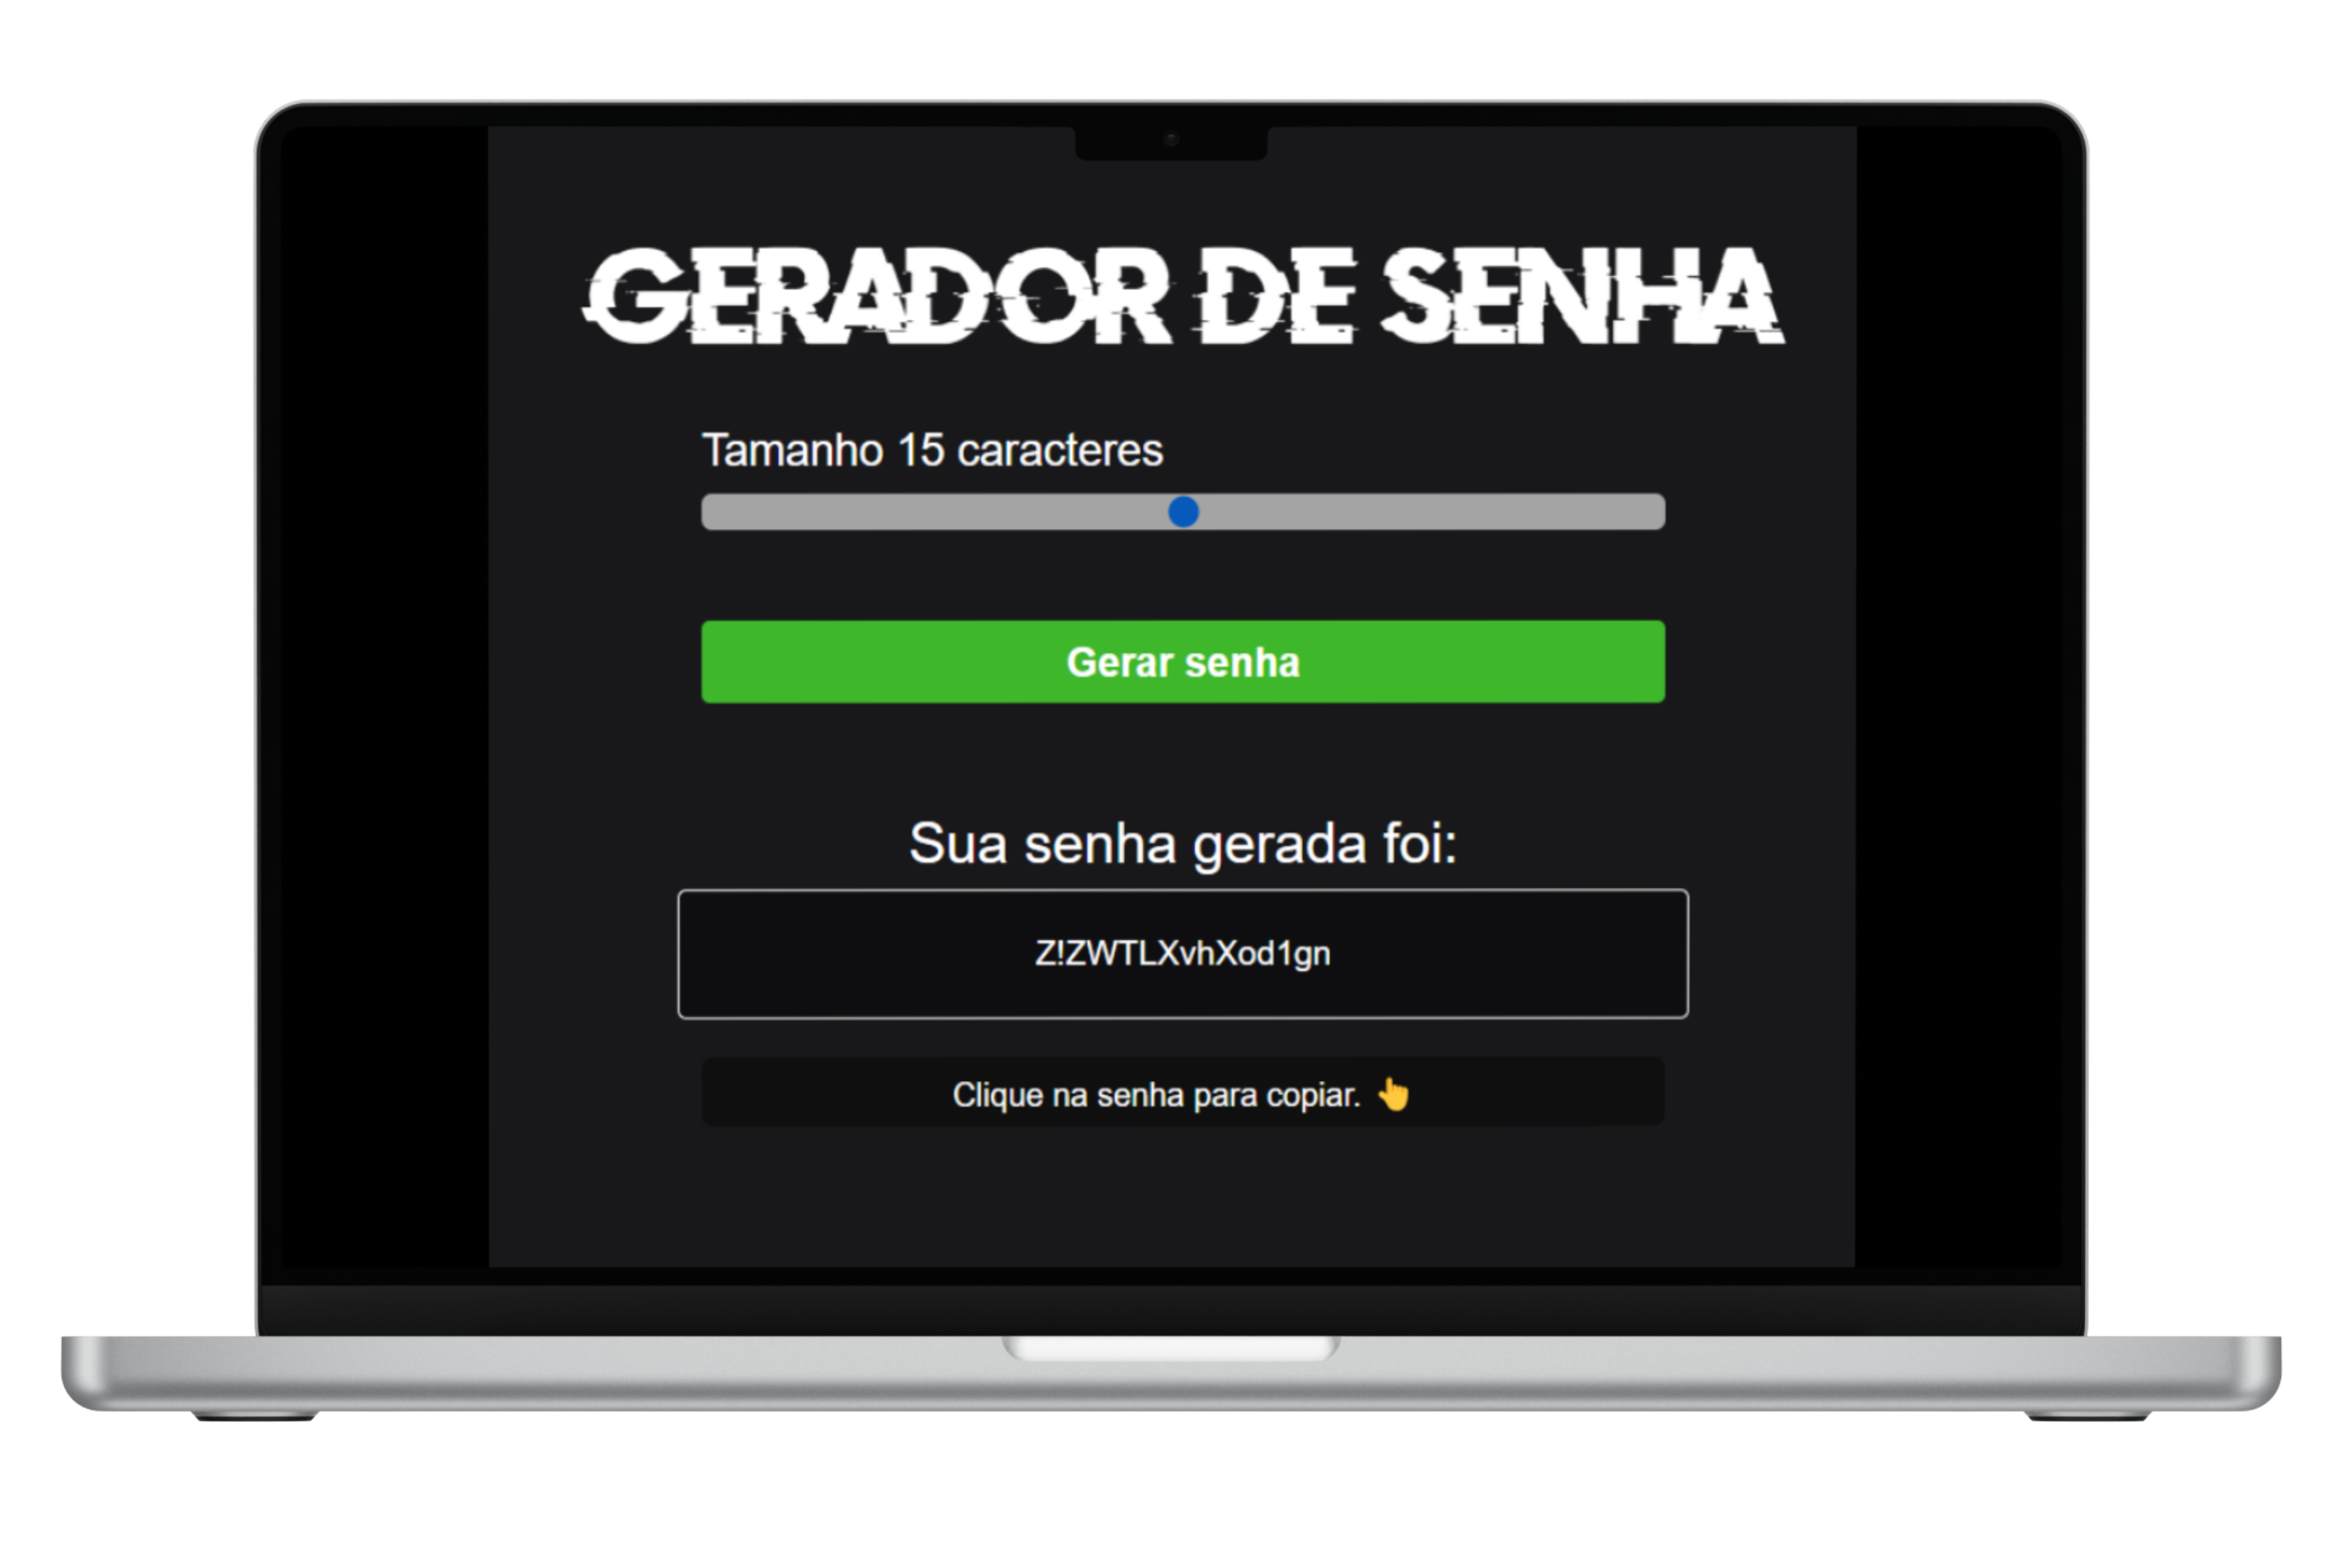 GERADOR DE SENHA
Tamanho 15 caracteres
Gerar senha
Sua senha gerada foi:
Z!ZWTLXvhXod1gn
Clique na senha para copiar. 👆